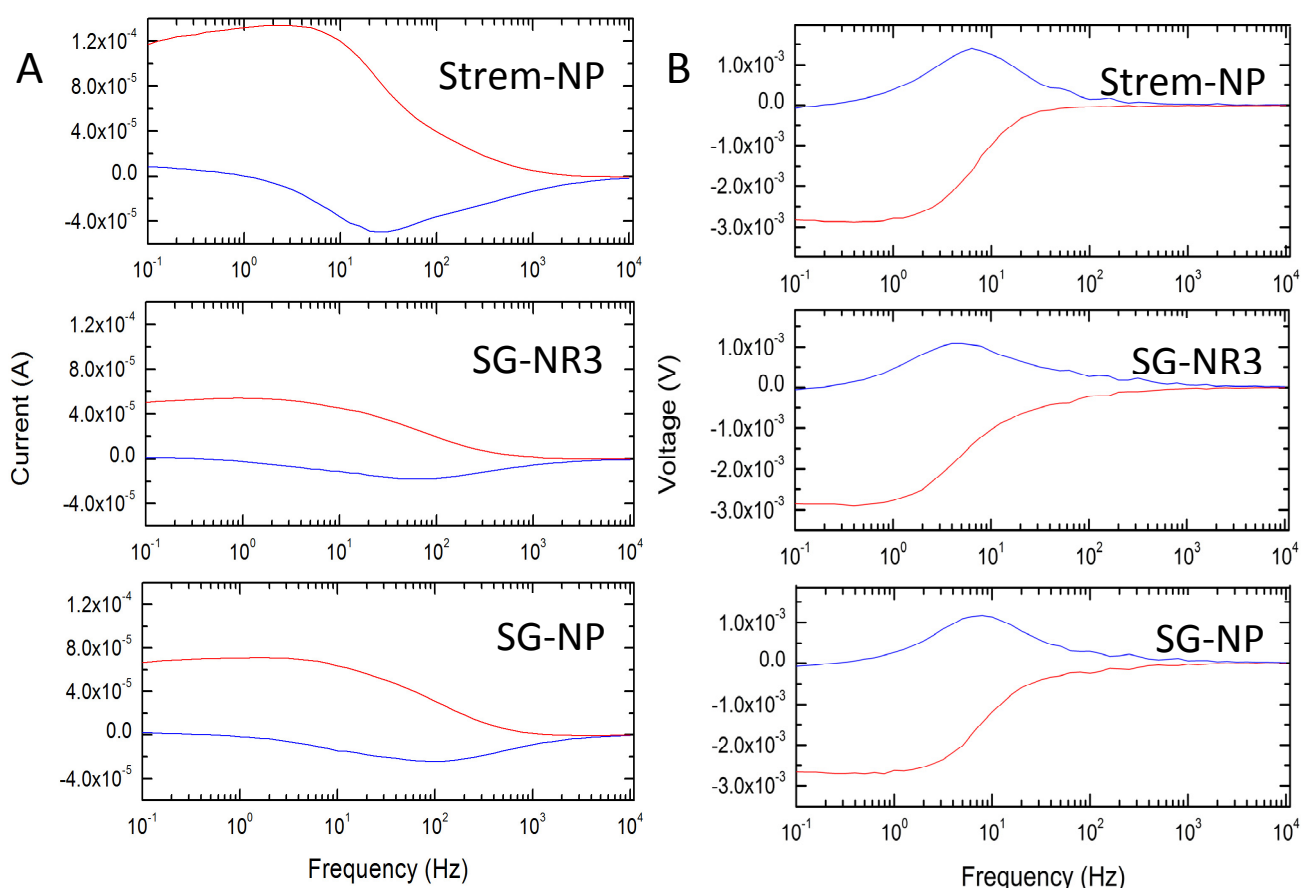 A
Strem-NP
1.2x10⁻⁴
8.0x10⁻⁵
4.0x10⁻⁵
0.0
-4.0x10⁻⁵
10⁻¹ 10⁰ 10¹ 10² 10³ 10⁴
SG-NR3
1.2x10⁻⁴
8.0x10⁻⁵
4.0x10⁻⁵
0.0
-4.0x10⁻⁵
10⁻¹ 10⁰ 10¹ 10² 10³ 10⁴
SG-NP
1.2x10⁻⁴
8.0x10⁻⁵
4.0x10⁻⁵
0.0
-4.0x10⁻⁵
10⁻¹ 10⁰ 10¹ 10² 10³ 10⁴
Current (A)
Frequency (Hz)
B
Strem-NP
1.0x10⁻³
0.0
-1.0x10⁻³
-2.0x10⁻³
-3.0x10⁻³
10⁻¹ 10⁰ 10¹ 10² 10³ 10⁴
SG-NR3
1.0x10⁻³
0.0
-1.0x10⁻³
-2.0x10⁻³
-3.0x10⁻³
10⁻¹ 10⁰ 10¹ 10² 10³ 10⁴
SG-NP
1.0x10⁻³
0.0
-1.0x10⁻³
-2.0x10⁻³
-3.0x10⁻³
10⁻¹ 10⁰ 10¹ 10² 10³ 10⁴
Voltage (V)
Frequency (Hz)